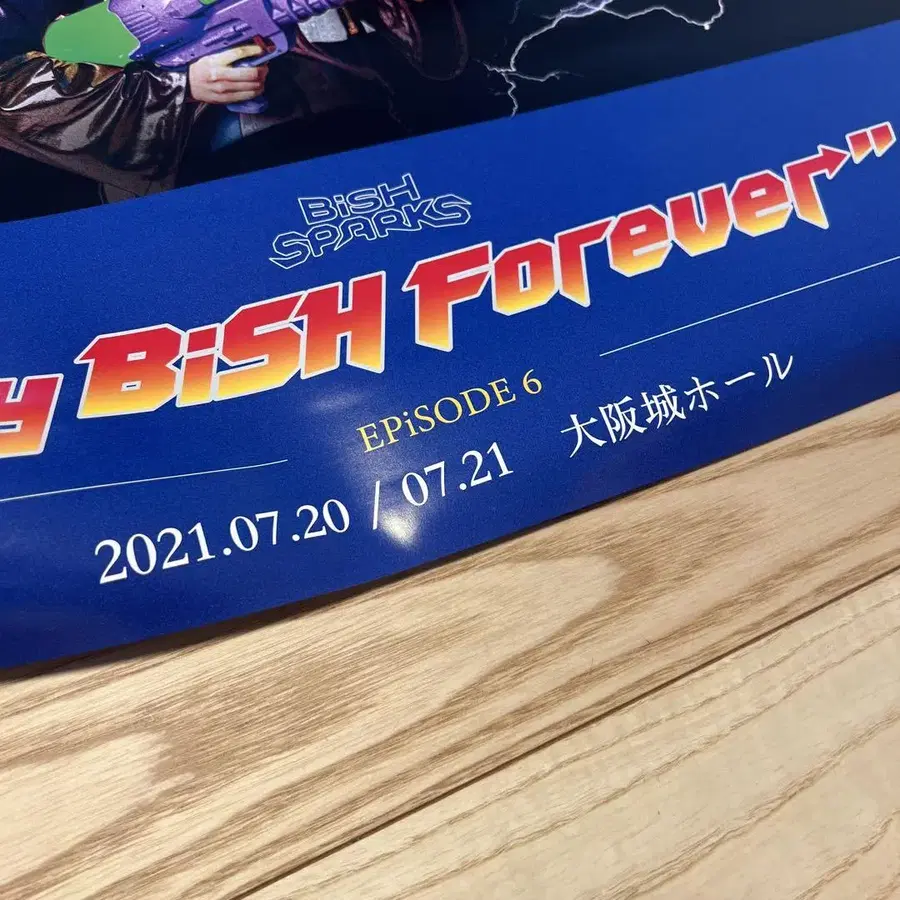 BiSH
SPARKS
BiSH Forever"
EPiSODE 6
2021.07.20 / 07.21 大阪城ホール